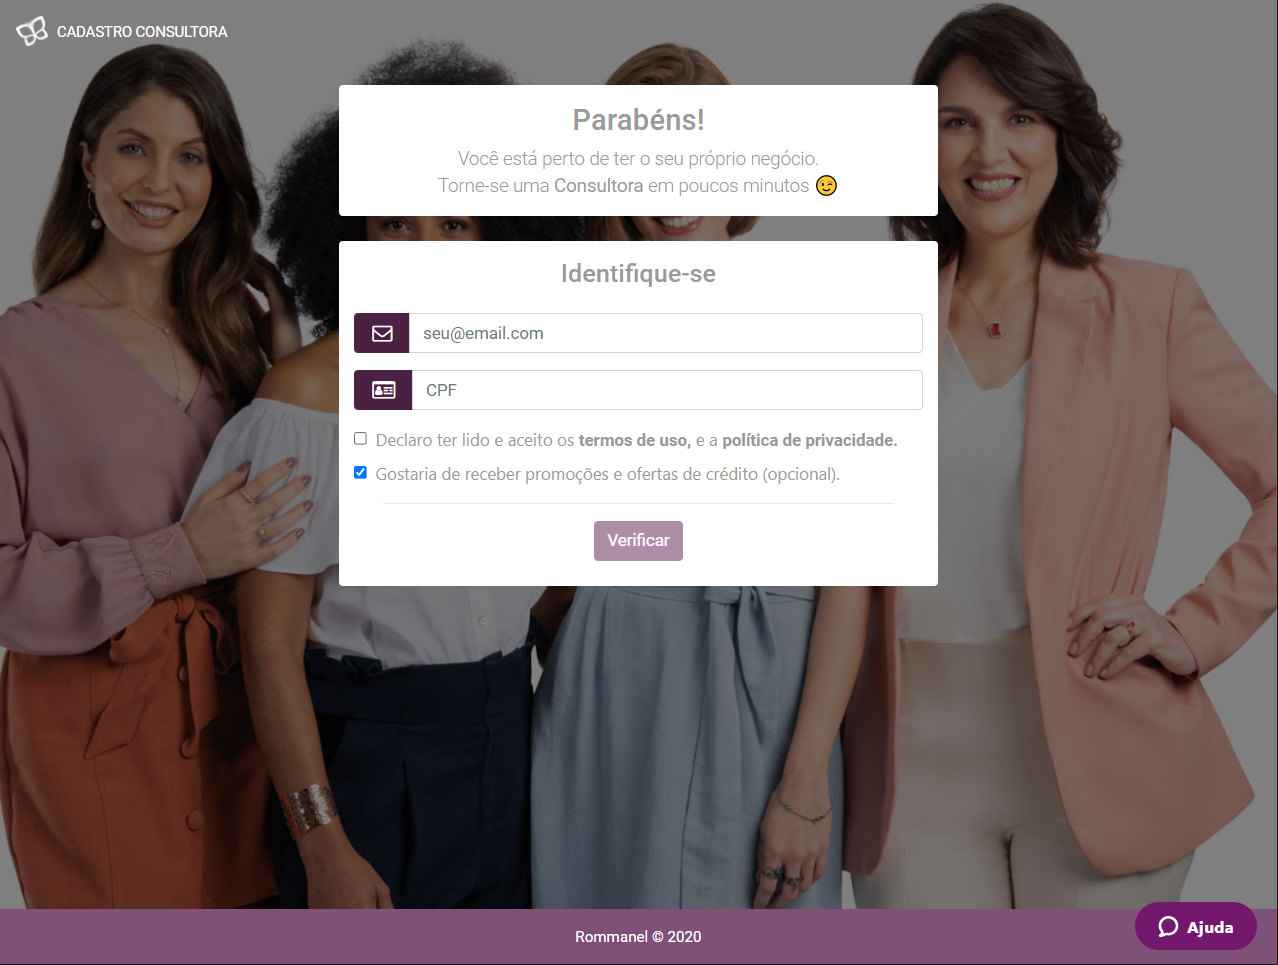 CADASTRO CONSULTORA
Parabéns!
Você está perto de ter o seu próprio negócio.
Torne-se uma Consultora em poucos minutos 😉
Identifique-se
seu@email.com
CPF
Declaro ter lido e aceito os termos de uso, e a política de privacidade.
Gostaria de receber promoções e ofertas de crédito (opcional).
Verificar
Rommanel © 2020
Ajuda